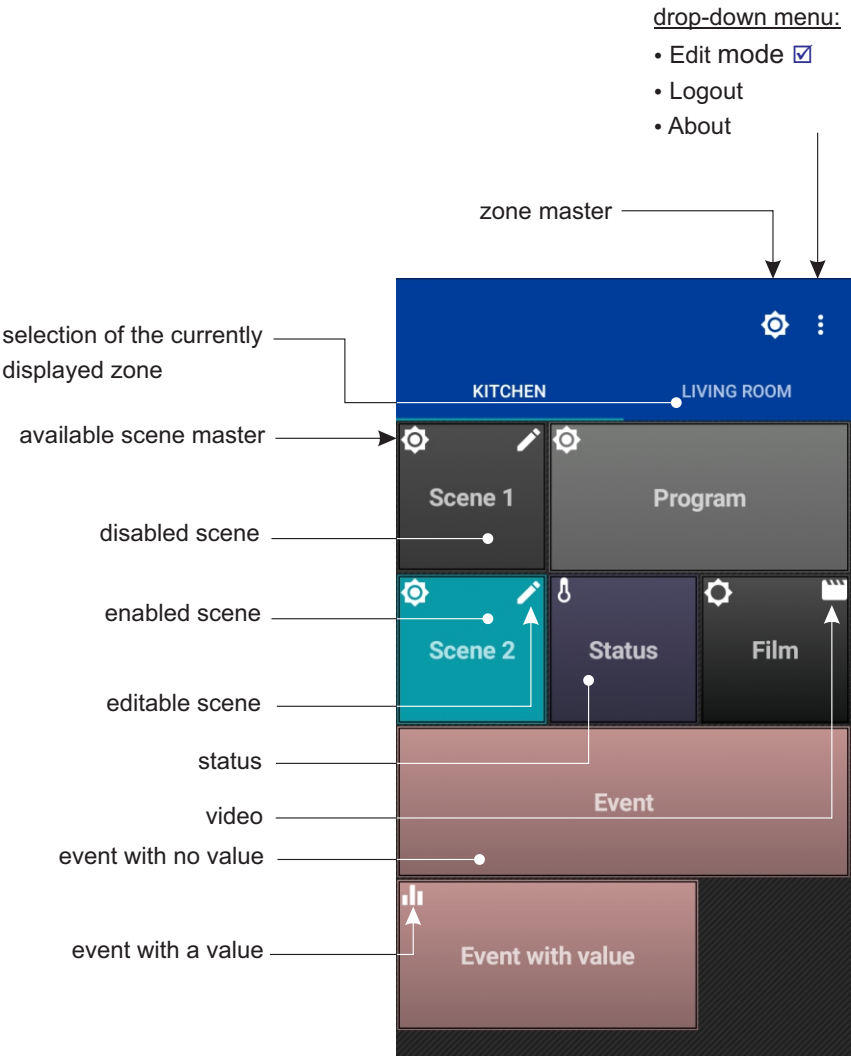 drop-down menu:
• Edit mode ☑
• Logout
• About
zone master
selection of the currently
displayed zone
KITCHEN
LIVING ROOM
available scene master
Scene 1
Program
disabled scene
enabled scene
Scene 2
Status
Film
editable scene
status
video
Event
event with no value
event with a value
Event with value